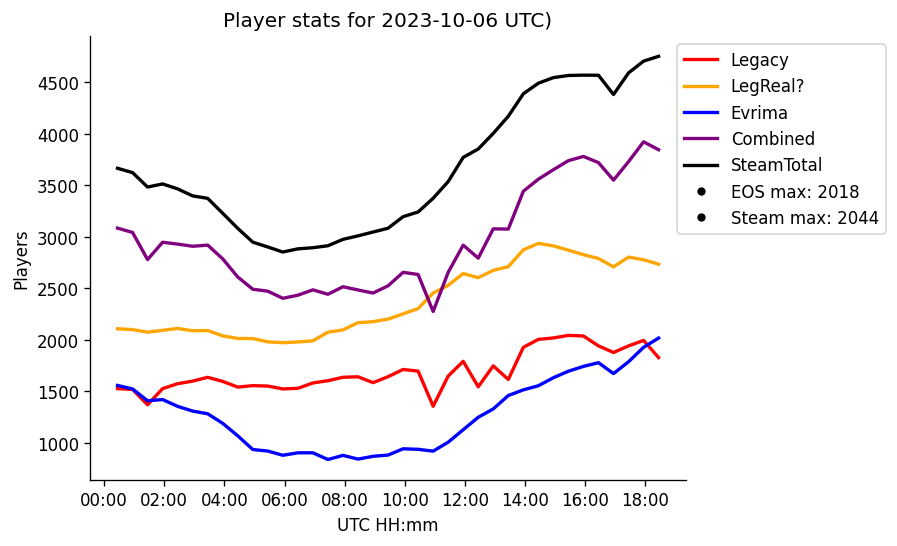 Player stats for 2023-10-06 UTC)
Players
4500
4000
3500
3000
2500
2000
1500
1000
00:00 02:00 04:00 06:00 08:00 10:00 12:00 14:00 16:00 18:00
UTC HH:mm
Legacy
LegReal?
Evrima
Combined
SteamTotal
EOS max: 2018
Steam max: 2044